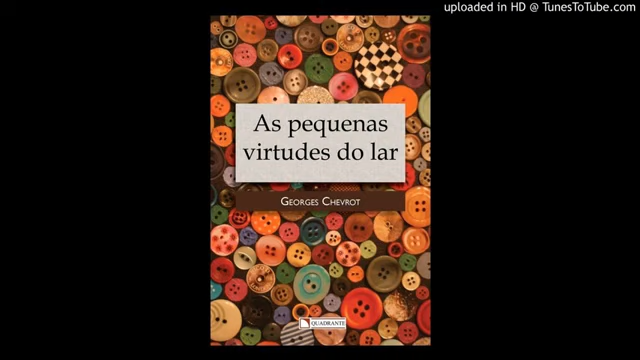 uploaded in HD @ TunesToTube.com
As pequenas
virtudes do lar
GEORGES CHEVROT
QUADRANTE